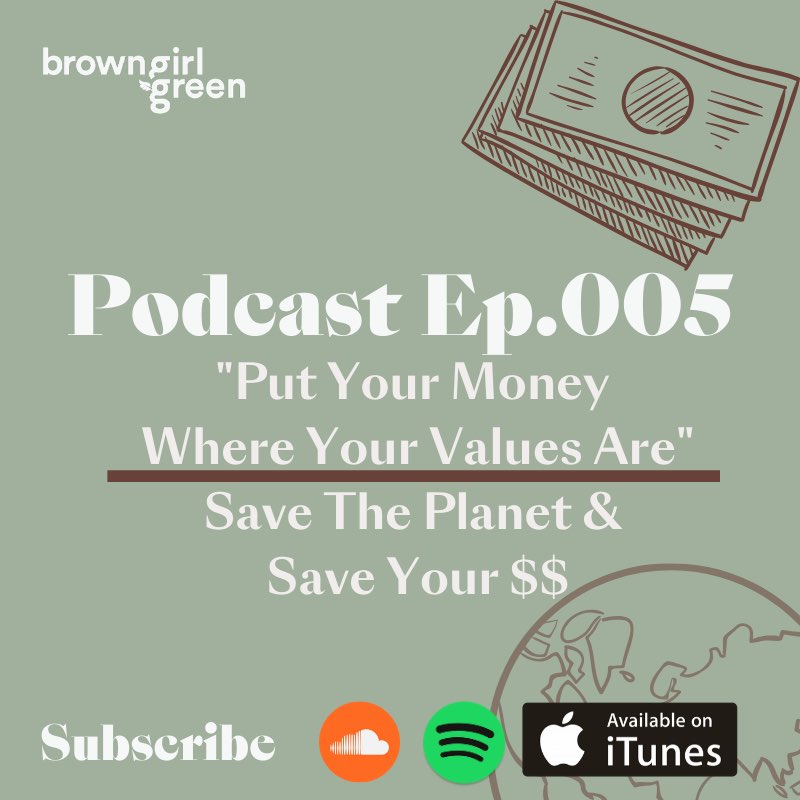 browngirl
green
Podcast Ep.005
"Put Your Money
Where Your Values Are"
Save The Planet &
Save Your $$
Subscribe
Available on
iTunes